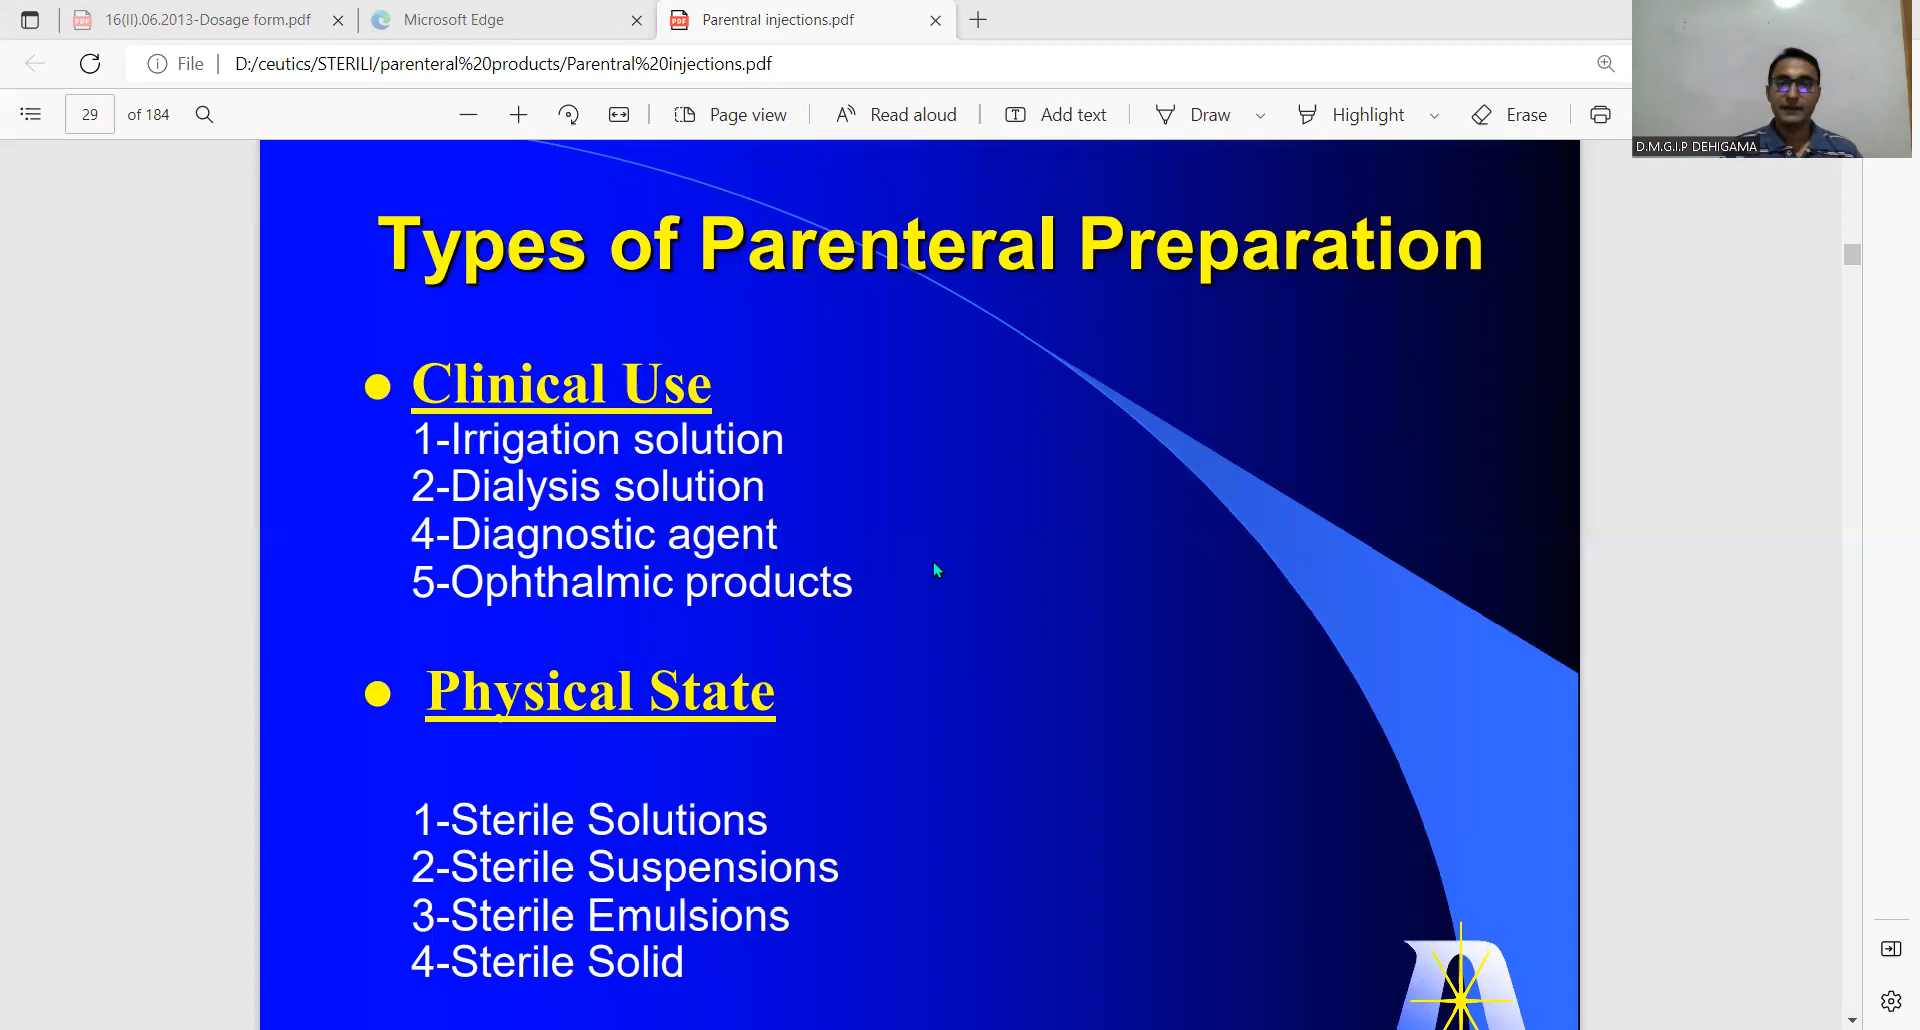 16(II).06.2013-Dosage form.pdf
Microsoft Edge
Parentral injections.pdf
File
D:/ceutics/STERILI/parenteral%20products/Parentral%20injections.pdf
29 of 184
Page view
Read aloud
Add text
Draw
Highlight
Erase
D.M.G.I.P DEHIGAMA
Types of Parenteral Preparation
Clinical Use
1-Irrigation solution
2-Dialysis solution
4-Diagnostic agent
5-Ophthalmic products
Physical State
1-Sterile Solutions
2-Sterile Suspensions
3-Sterile Emulsions
4-Sterile Solid